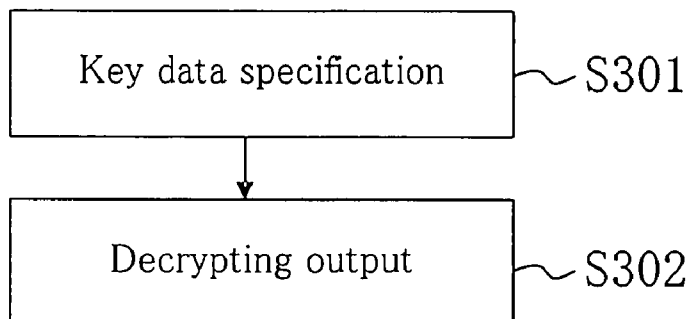 Key data specification
S301
Decrypting output
S302